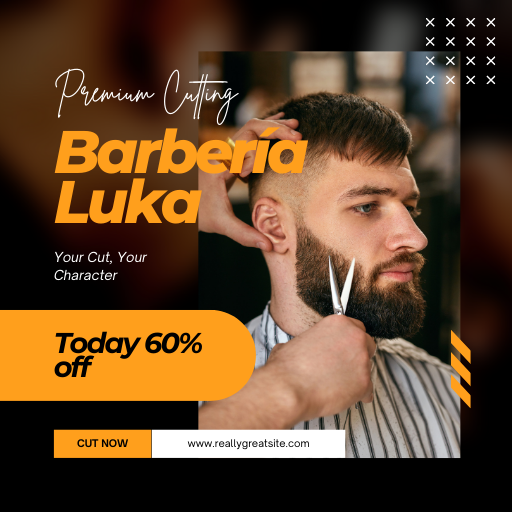 Premium Cutting
Barbería
Luka
Your Cut, Your
Character
Today 60%
off
CUT NOW
www.reallygreatsite.com